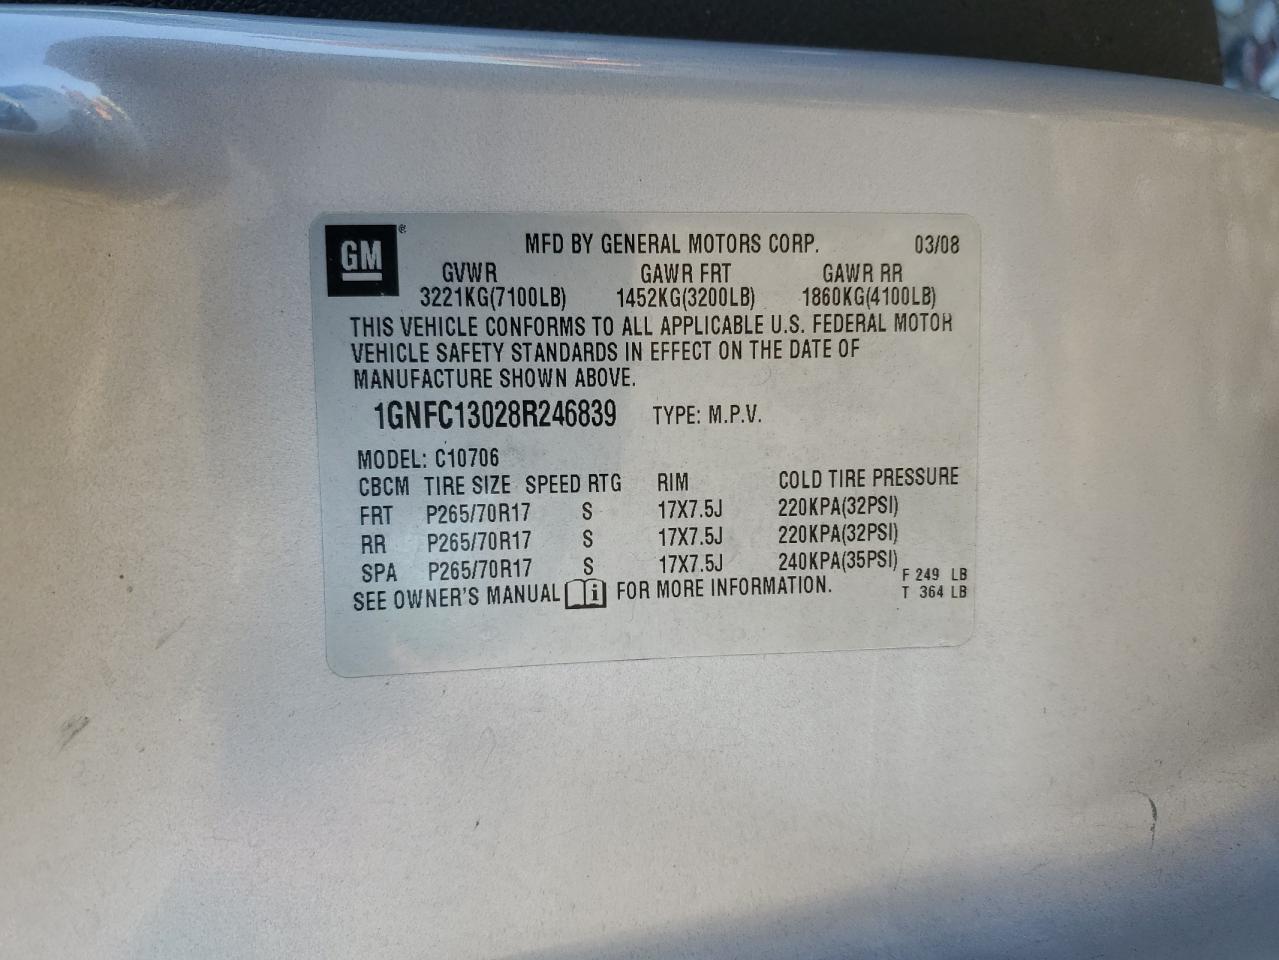 GM® MFD BY GENERAL MOTORS CORP. 03/08
GVWR GAWR FRT GAWR RR
3221KG(7100LB) 1452KG(3200LB) 1860KG(4100LB)
THIS VEHICLE CONFORMS TO ALL APPLICABLE U.S. FEDERAL MOTOR
VEHICLE SAFETY STANDARDS IN EFFECT ON THE DATE OF
MANUFACTURE SHOWN ABOVE.
1GNFC13028R246839 TYPE: M.P.V.
MODEL: C10706
CBCM TIRE SIZE SPEED RTG RIM COLD TIRE PRESSURE
FRT P265/70R17 S 17X7.5J 220KPA(32PSI)
RR P265/70R17 S 17X7.5J 220KPA(32PSI)
SPA P265/70R17 S 17X7.5J 240KPA(35PSI)
F 249 LB
SEE OWNER'S MANUAL i FOR MORE INFORMATION. T 364 LB